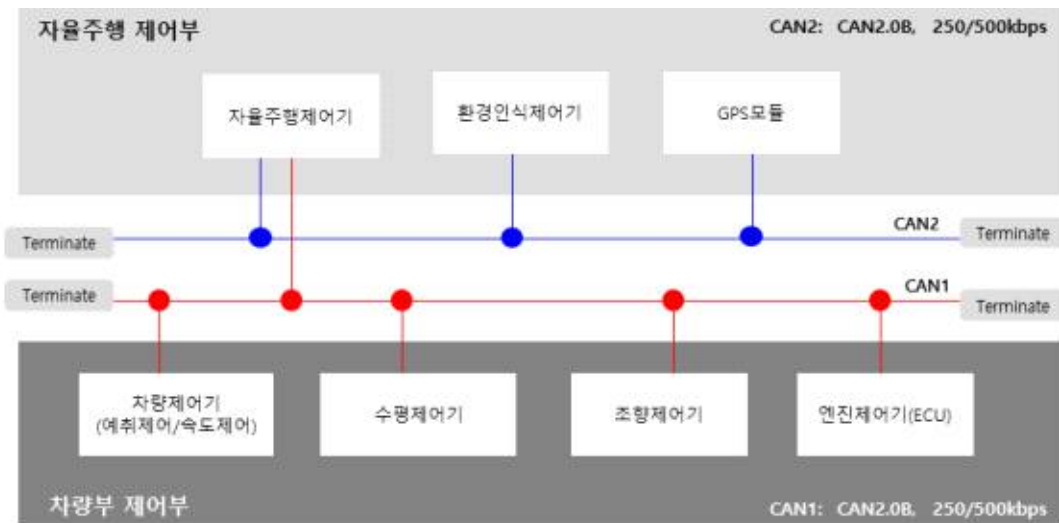 자율주행 제어부
CAN2: CAN2.0B, 250/500kbps
자율주행제어기
환경인식제어기
GPS모듈
CAN2
Terminate
Terminate
Terminate
CAN1
Terminate
차량제어기
(예취제어/속도제어)
수평제어기
조향제어기
엔진제어기(ECU)
차량부 제어부
CAN1: CAN2.0B, 250/500kbps